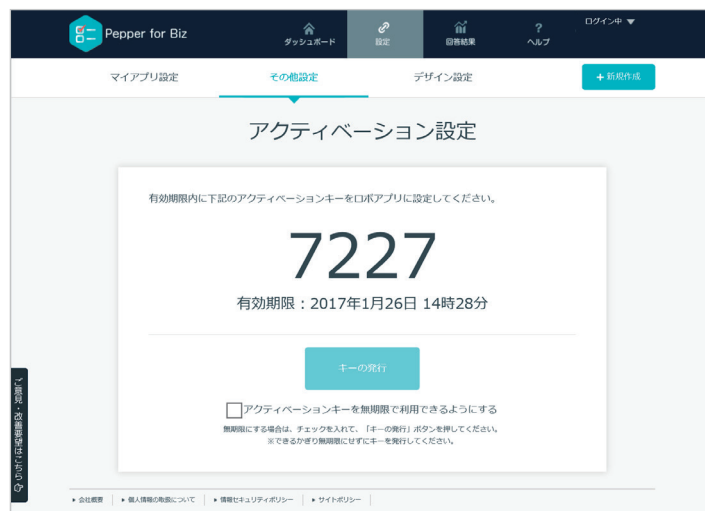 Pepper for Biz
ダッシュボード
設定
回答結果
?
ヘルプ
ログイン中 ▼
マイアプリ設定
その他設定
デザイン設定
+ 新規作成
アクティベーション設定
有効期限内に下記のアクティベーションキーをロボアプリに設定してください。
7227
有効期限：2017年1月26日 14時28分
キーの発行
アクティベーションキーを無期限で利用できるようにする
無期限にする場合は、チェックを入れて、「キーの発行」ボタンを押してください。
※できるかぎり無期限にせずにキーを発行してください。
ご意見・改善要望はこちら
会社概要
個人情報の取扱について
情報セキュリティポリシー
サイトポリシー